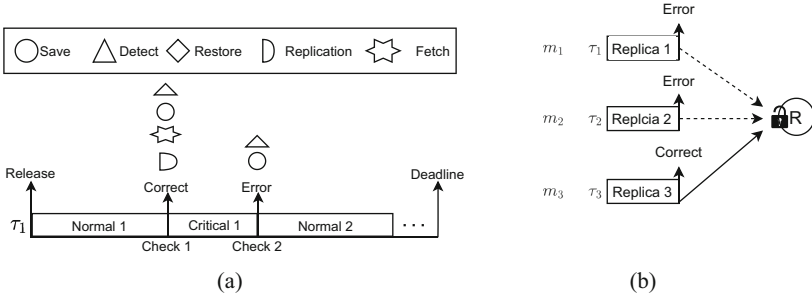 Save Detect Restore Replication Fetch
Release Correct Error Deadline
τ1 Normal 1 Critical 1 Normal 2 ...
Check 1 Check 2
(a)
Error
m1 τ1 Replica 1
Error
m2 τ2 Replcia 2
R
Correct
m3 τ3 Replica 3
(b)